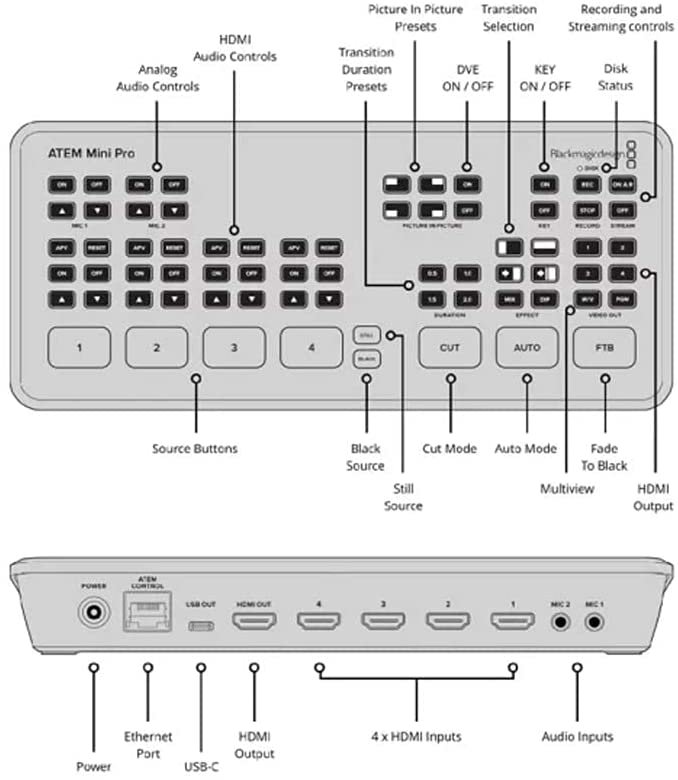 Picture In Picture
Presets
Transition
Selection
Recording and
Streaming controls
HDMI
Audio Controls
Transition
Duration
Presets
DVE
ON / OFF
KEY
ON / OFF
Disk
Status
Analog
Audio Controls
ATEM Mini Pro
Blackmagicdesign
DISK
ON OFF ON OFF ON ON REC ON AIR
MIC 1 MIC 2 OFF OFF STOP OFF
PICTURE IN PICTURE KEY RECORD STREAM
AFV RESET AFV RESET AFV RESET AFV RESET 1 2
ON OFF ON OFF ON OFF ON OFF 0.5 1.0 3 4
1.5 2.0 MIX DIP M/V PGM
DURATION EFFECT VIDEO OUT
1 2 3 4 STILL CUT AUTO FTB
BLACK
Source Buttons
Black
Source
Cut Mode
Auto Mode
Fade
To Black
Still
Source
Multiview
HDMI
Output
POWER
ATEM
CONTROL
USB OUT HDMI OUT 4 3 2 1 MIC 2 MIC 1
Power
Ethernet
Port
USB-C
HDMI
Output
4 x HDMI Inputs
Audio Inputs